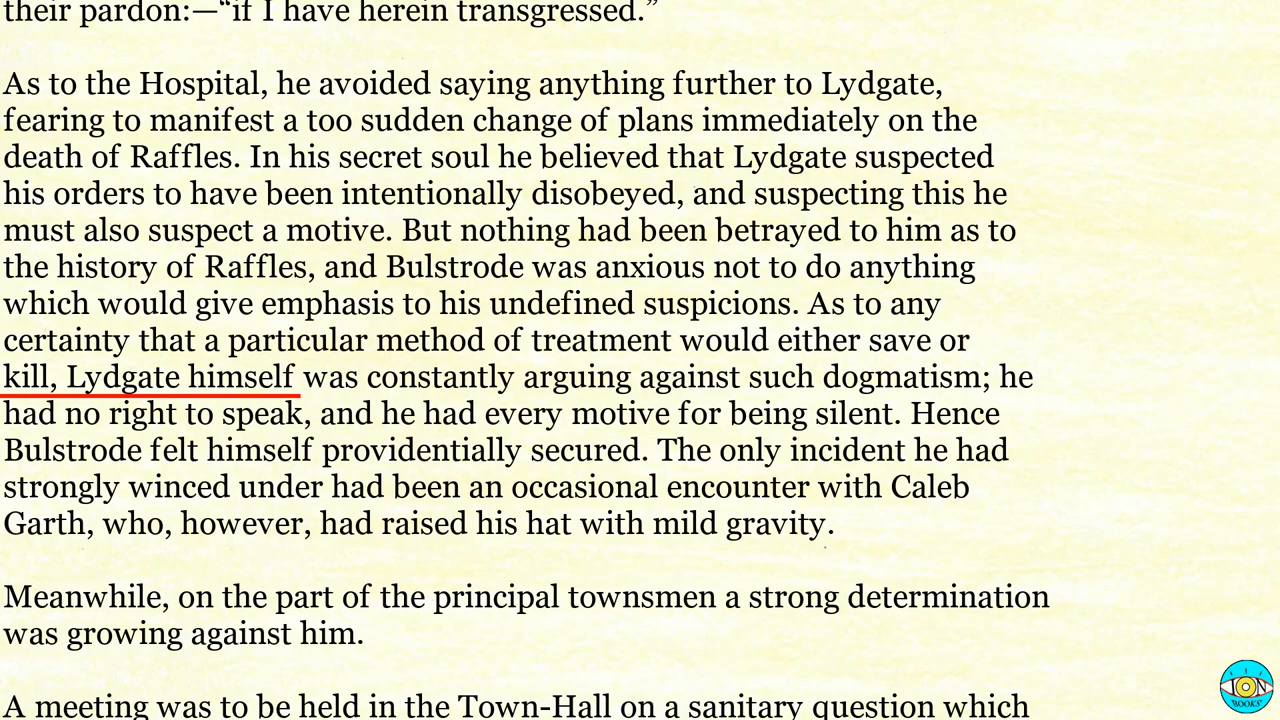 their pardon:—“if I have herein transgressed.”
As to the Hospital, he avoided saying anything further to Lydgate,
fearing to manifest a too sudden change of plans immediately on the
death of Raffles. In his secret soul he believed that Lydgate suspected
his orders to have been intentionally disobeyed, and suspecting this he
must also suspect a motive. But nothing had been betrayed to him as to
the history of Raffles, and Bulstrode was anxious not to do anything
which would give emphasis to his undefined suspicions. As to any
certainty that a particular method of treatment would either save or
kill, Lydgate himself was constantly arguing against such dogmatism; he
had no right to speak, and he had every motive for being silent. Hence
Bulstrode felt himself providentially secured. The only incident he had
strongly winced under had been an occasional encounter with Caleb
Garth, who, however, had raised his hat with mild gravity.
Meanwhile, on the part of the principal townsmen a strong determination
was growing against him.
A meeting was to be held in the Town-Hall on a sanitary question which
ION
BOOKS